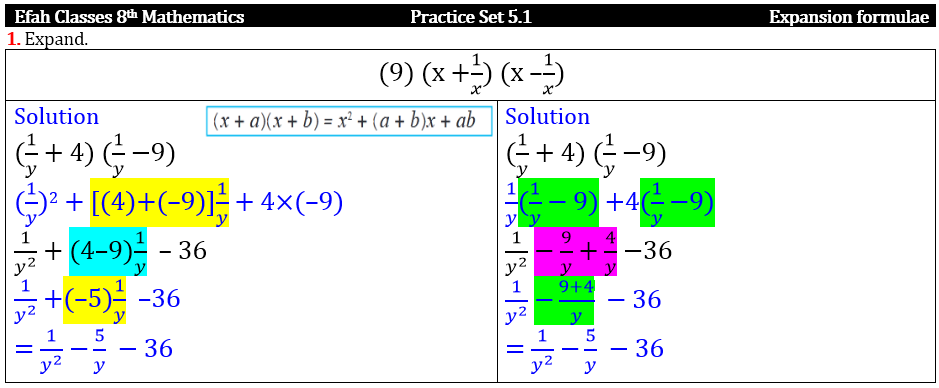 Efah Classes 8th Mathematics Practice Set 5.1 Expansion formulae
1. Expand.
(9) (x +1/x) (x –1/x)
Solution
(x + a)(x + b) = x² + (a + b)x + ab
(1/y + 4) (1/y –9)
(1/y)² + [(4)+(–9)]1/y + 4×(–9)
1/y² + (4–9)1/y – 36
1/y² +(–5)1/y –36
= 1/y² – 5/y – 36
Solution
(1/y + 4) (1/y –9)
1/y(1/y – 9) +4(1/y –9)
1/y² – 9/y + 4/y –36
1/y² – 9+4/y – 36
= 1/y² – 5/y – 36